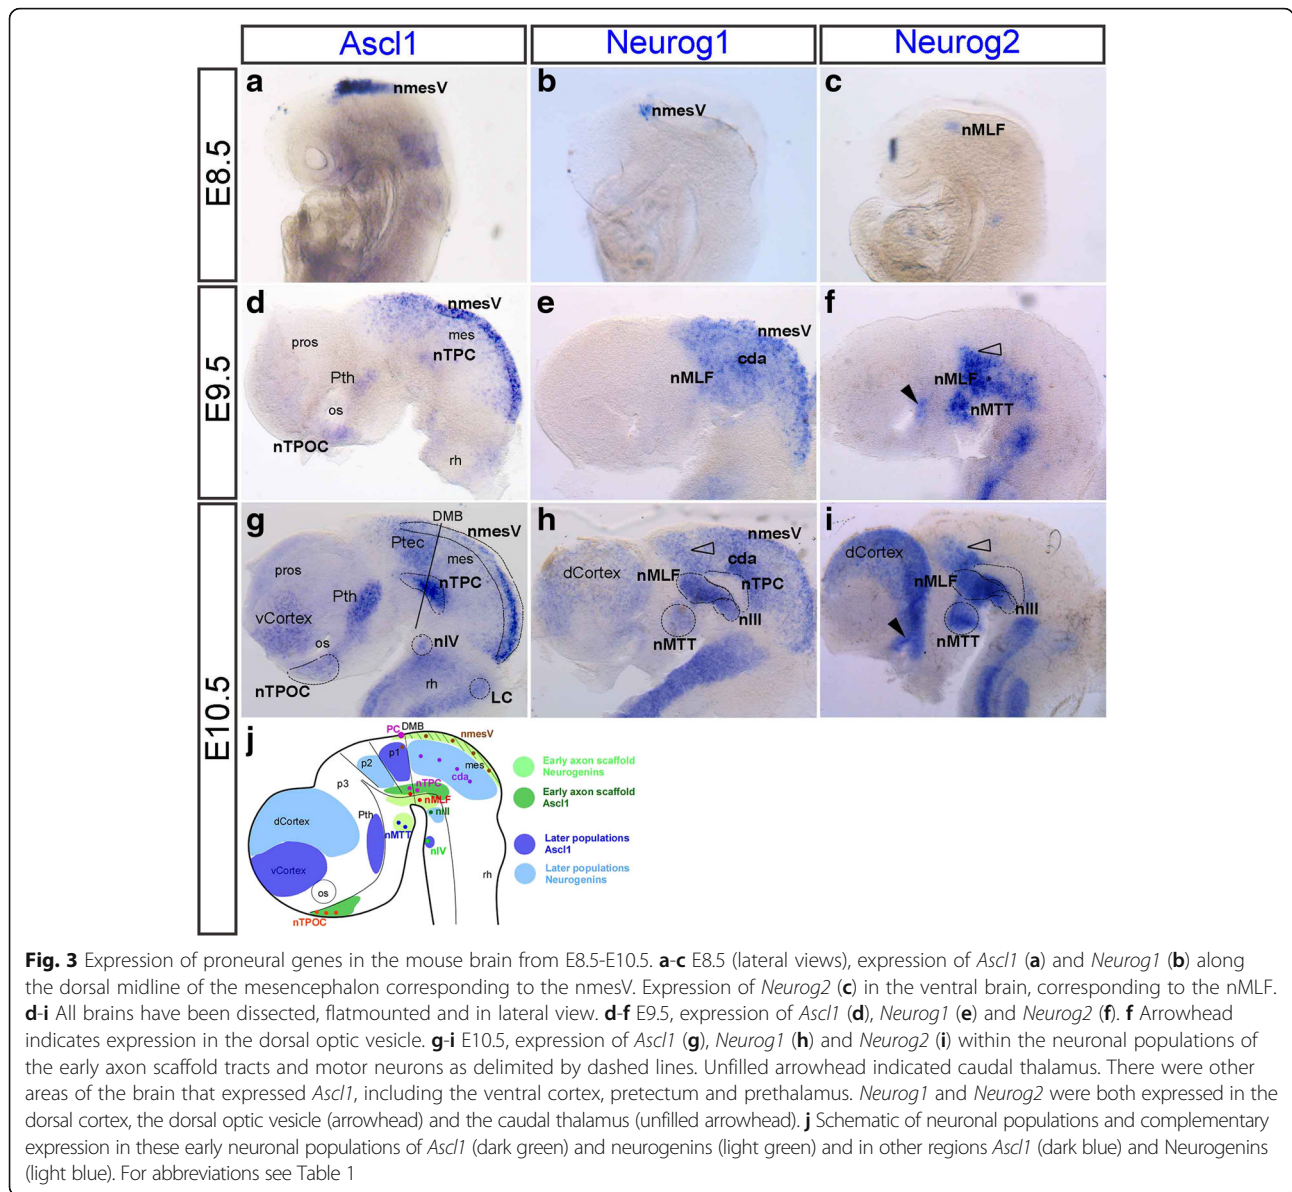 Ascl1 Neurog1 Neurog2
E8.5
a nmesV
b nmesV
c nMLF
E9.5
d nmesV
mes
pros nTPC
Pth
os
nTPOC
rh
e nmesV
cda
nMLF
f
nMLF
nMTT
E10.5
g DMB
nmesV
Ptec
mes
pros
nTPC
Pth
vCortex
os nIV
nTPOC
rh
LC
h nmesV
cda
dCortex nMLF nTPC
nIII
nMTT
i
dCortex
nMLF
nIII
nMTT
j PC DMB
nmesV
p1
p2 mes
cda
p3 nTPC
nMLF
Pth nIII
dCortex
nMTT
nIV
vCortex
rh
os
nTPOC
Early axon scaffold
Neurogenins
Early axon scaffold
Ascl1
Later populations
Ascl1
Later populations
Neurogenins
Fig. 3 Expression of proneural genes in the mouse brain from E8.5-E10.5. a-c E8.5 (lateral views), expression of Ascl1 (a) and Neurog1 (b) along
the dorsal midline of the mesencephalon corresponding to the nmesV. Expression of Neurog2 (c) in the ventral brain, corresponding to the nMLF.
d-i All brains have been dissected, flatmounted and in lateral view. d-f E9.5, expression of Ascl1 (d), Neurog1 (e) and Neurog2 (f). f Arrowhead
indicates expression in the dorsal optic vesicle. g-i E10.5, expression of Ascl1 (g), Neurog1 (h) and Neurog2 (i) within the neuronal populations of
the early axon scaffold tracts and motor neurons as delimited by dashed lines. Unfilled arrowhead indicated caudal thalamus. There were other
areas of the brain that expressed Ascl1, including the ventral cortex, pretectum and prethalamus. Neurog1 and Neurog2 were both expressed in the
dorsal cortex, the dorsal optic vesicle (arrowhead) and the caudal thalamus (unfilled arrowhead). j Schematic of neuronal populations and complementary
expression in these early neuronal populations of Ascl1 (dark green) and neurogenins (light green) and in other regions Ascl1 (dark blue) and Neurogenins
(light blue). For abbreviations see Table 1